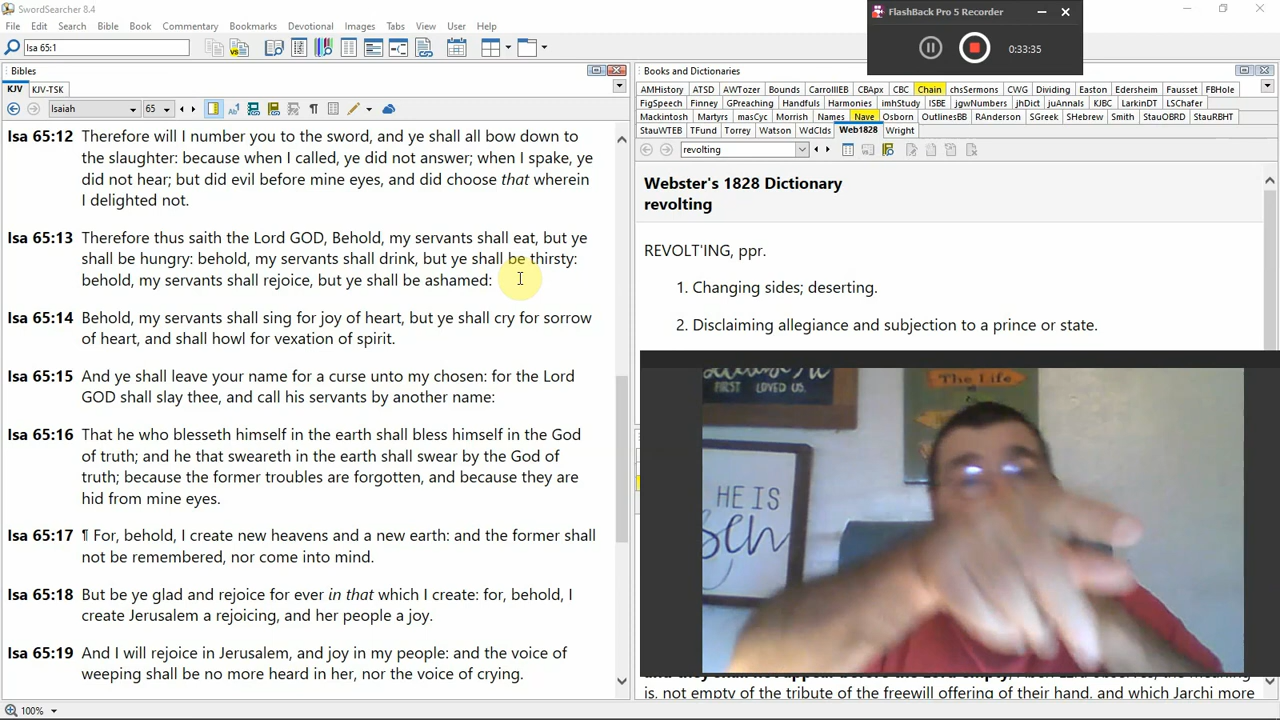 SwordSearcher 8.4
File Edit Search Book Commentary Bookmarks Devotional Images Tabs View User Help
Isa 65:1
VS
FlashBack Pro 5 Recorder
0:33:35
Bibles
KJV KJV-TSK
Isaiah 65
Isa 65:12 Therefore will I number you to the sword, and ye shall all bow down to
the slaughter: because when I called, ye did not answer; when I spake, ye
did not hear; but did evil before mine eyes, and did choose that wherein
I delighted not.
Isa 65:13 Therefore thus saith the Lord GOD, Behold, my servants shall eat, but ye
shall be hungry: behold, my servants shall drink, but ye shall be thirsty:
behold, my servants shall rejoice, but ye shall be ashamed:
Isa 65:14 Behold, my servants shall sing for joy of heart, but ye shall cry for sorrow
of heart, and shall howl for vexation of spirit.
Isa 65:15 And ye shall leave your name for a curse unto my chosen: for the Lord
GOD shall slay thee, and call his servants by another name:
Isa 65:16 That he who blesseth himself in the earth shall bless himself in the God
of truth; and he that sweareth in the earth shall swear by the God of
truth; because the former troubles are forgotten, and because they are
hid from mine eyes.
Isa 65:17 ¶ For, behold, I create new heavens and a new earth: and the former shall
not be remembered, nor come into mind.
Isa 65:18 But be ye glad and rejoice for ever in that which I create: for, behold, I
create Jerusalem a rejoicing, and her people a joy.
Isa 65:19 And I will rejoice in Jerusalem, and joy in my people: and the voice of
weeping shall be no more heard in her, nor the voice of crying.
100%
Books and Dictionaries
AMHistory ATSD AWTozer Bounds CarrollIEB CBApx CBC Chain chsSermons CWG Dividing Easton Edersheim Fausset FBHole
FigSpeech Finney GPreaching Handfuls Harmonies imhStudy ISBE jgwNumbers jhDict juAnnals KJBC LarkinDT LSChafer
Mackintosh Martyrs masCyc Morrish Names Nave Osborn OutlinesBB RAnderson SGreek SHebrew Smith StauOBRD StauRBHT
StauWTEB TFund Torrey Watson WdClds Web1828 Wright
revolting
Webster's 1828 Dictionary
revolting
REVOLT'ING, ppr.
1. Changing sides; deserting.
2. Disclaiming allegiance and subjection to a prince or state.
FIRST LOVED US.
The Life
HE IS
is, not empty of the tribute of the freewill offering of their hand, and which Jarchi more